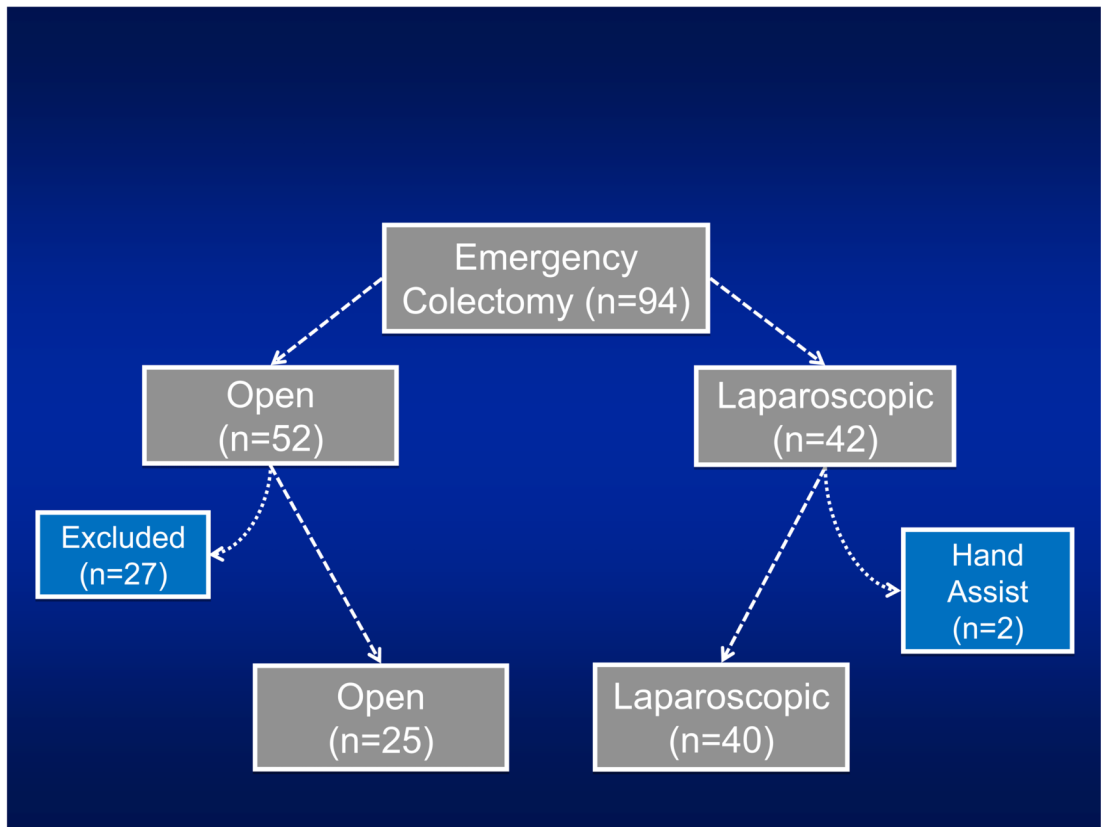 Emergency
Colectomy (n=94)
Open
(n=52)
Laparoscopic
(n=42)
Excluded
(n=27)
Hand
Assist
(n=2)
Open
(n=25)
Laparoscopic
(n=40)